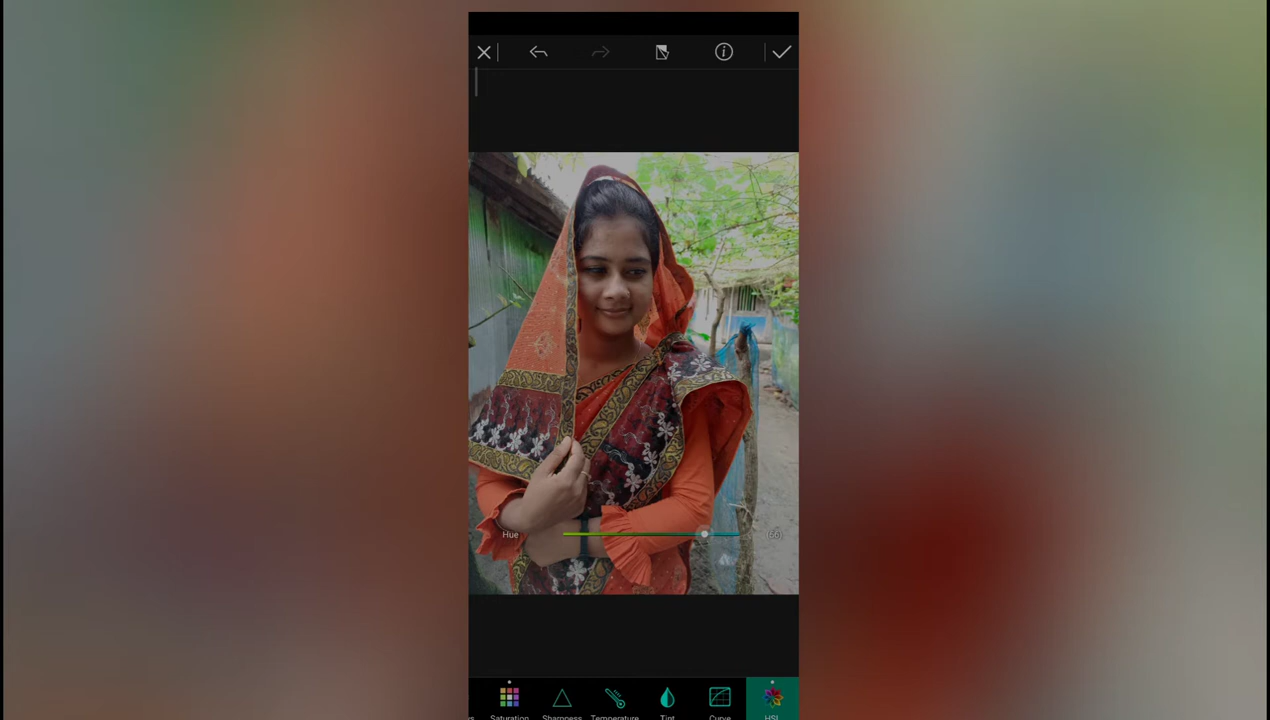 Hue
Saturation
Sharpness
Temperature
Tint
Curve
HSL